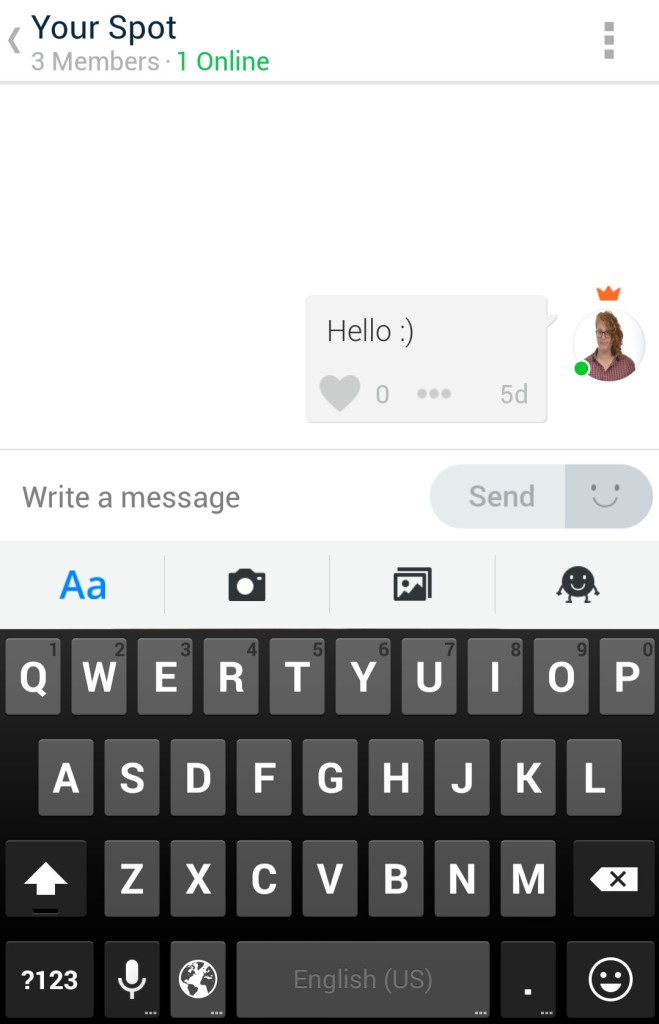 Your Spot
3 Members · 1 Online
Hello :)
0 ••• 5d
Write a message
Send
Aa
1 2 3 4 5 6 7 8 9 0
Q W E R T Y U I O P
A S D F G H J K L
Z X C V B N M
?123 English (US) .